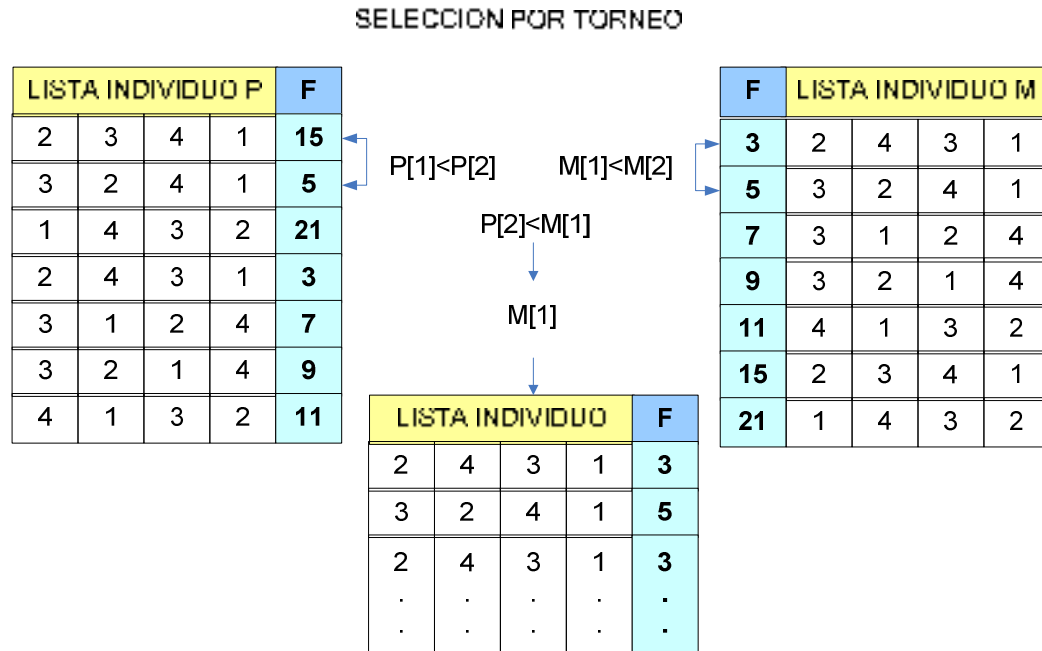 SELECCION POR TORNEO
LISTA INDIVIDUO P F
2 3 4 1 15
3 2 4 1 5
1 4 3 2 21
2 4 3 1 3
3 1 2 4 7
3 2 1 4 9
4 1 3 2 11
P[1]<P[2]
M[1]<M[2]
P[2]<M[1]
M[1]
F LISTA INDIVIDUO M
3 2 4 3 1
5 3 2 4 1
7 3 1 2 4
9 3 2 1 4
11 4 1 3 2
15 2 3 4 1
21 1 4 3 2
LISTA INDIVIDUO F
2 4 3 1 3
3 2 4 1 5
2 4 3 1 3
. . . . .
. . . . .